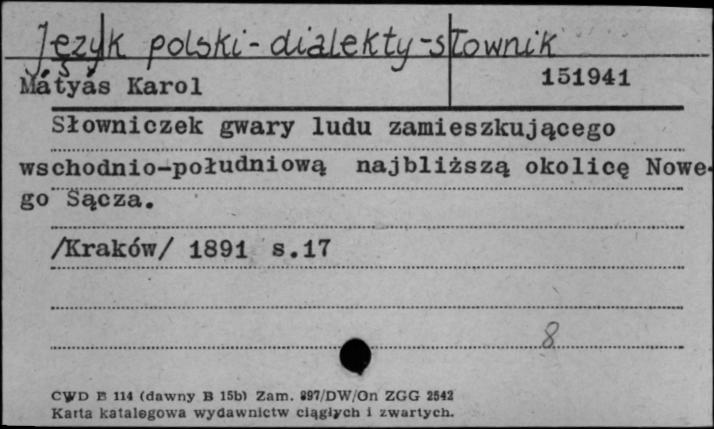 Język polski - dialekty - słownik
Mátyás Karol 151941
Słowniczek gwary ludu zamieszkującego
wschodnio-południową najbliższą okolicę Nowe-
go Sącza.
/Kraków/ 1891 s.17
8
CWD E 114 (dawny B 15b) Zam. 897/DW/On ZGG 2542
Karta katalogowa wydawnictw ciągłych i zwartych.